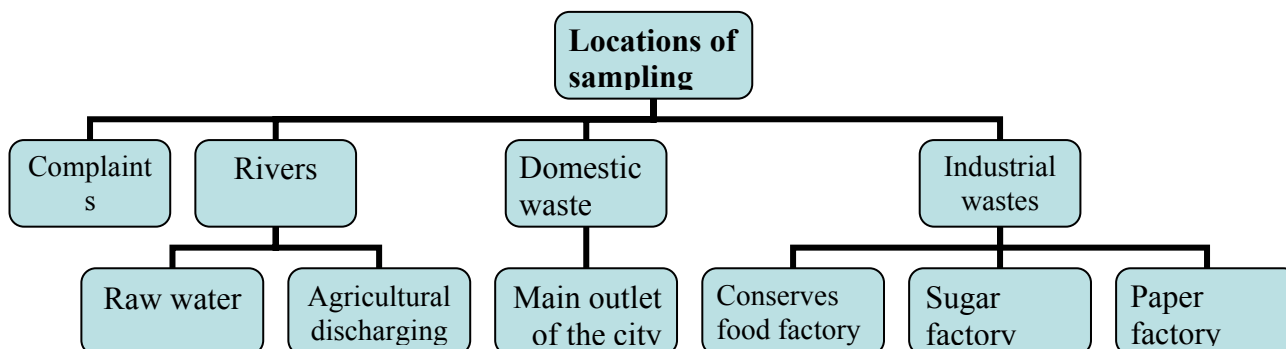 Locations of
sampling
Complaint
s
Rivers
Domestic
waste
Industrial
wastes
Raw water
Agricultural
discharging
Main outlet
of the city
Conserves
food factory
Sugar
factory
Paper
factory